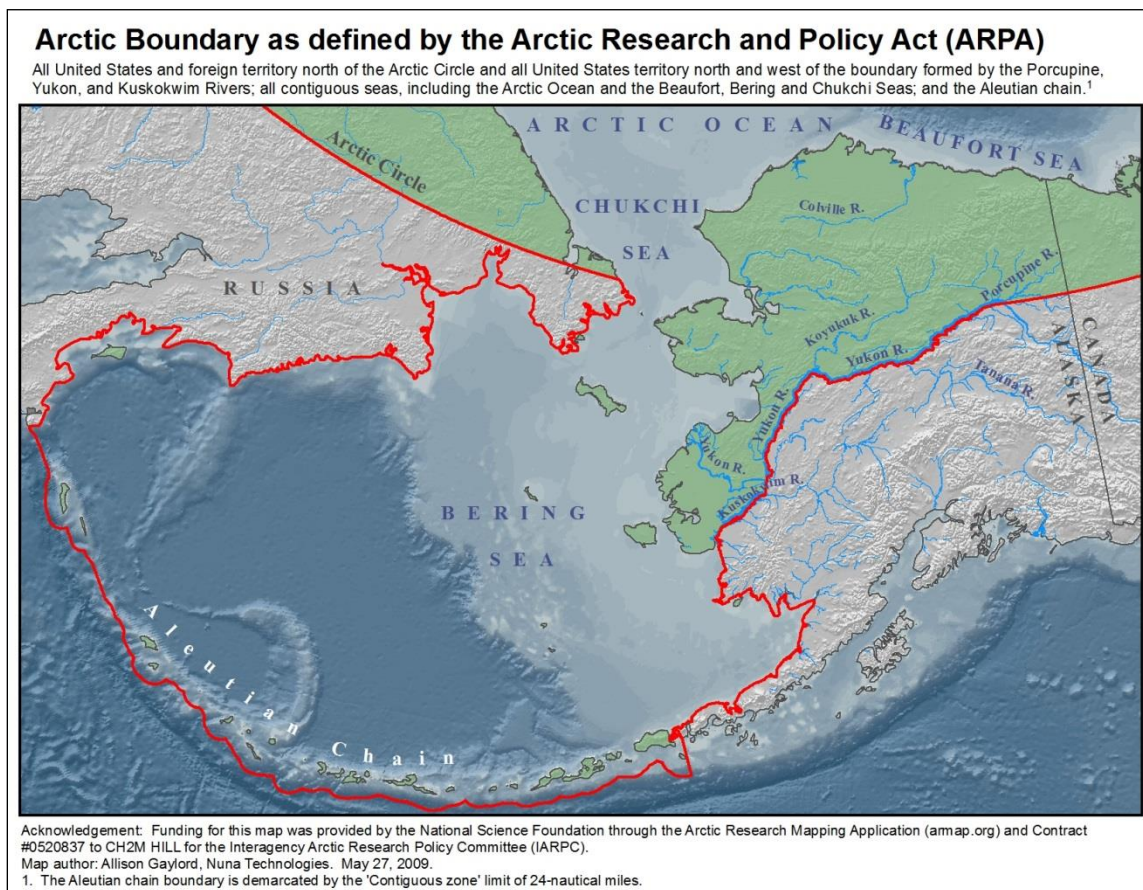 Arctic Boundary as defined by the Arctic Research and Policy Act (ARPA)
All United States and foreign territory north of the Arctic Circle and all United States territory north and west of the boundary formed by the Porcupine,
Yukon, and Kuskokwim Rivers; all contiguous seas, including the Arctic Ocean and the Beaufort, Bering and Chukchi Seas; and the Aleutian chain.1
ARCTIC OCEAN
BEAUFORT SEA
Arctic Circle
CHUKCHI
SEA
Colville R.
RUSSIA
Porcupine R.
Koyukuk R.
Yukon R.
CANADA
ALASKA
Tanana R.
Yukon R.
Yukon R.
Kuskokwim R.
BERING
SEA
Aleutian
Chain
Acknowledgement: Funding for this map was provided by the National Science Foundation through the Arctic Research Mapping Application (armap.org) and Contract
#0520837 to CH2M HILL for the Interagency Arctic Research Policy Committee (IARPC).
Map author: Allison Gaylord, Nuna Technologies. May 27, 2009.
1. The Aleutian chain boundary is demarcated by the 'Contiguous zone' limit of 24-nautical miles.